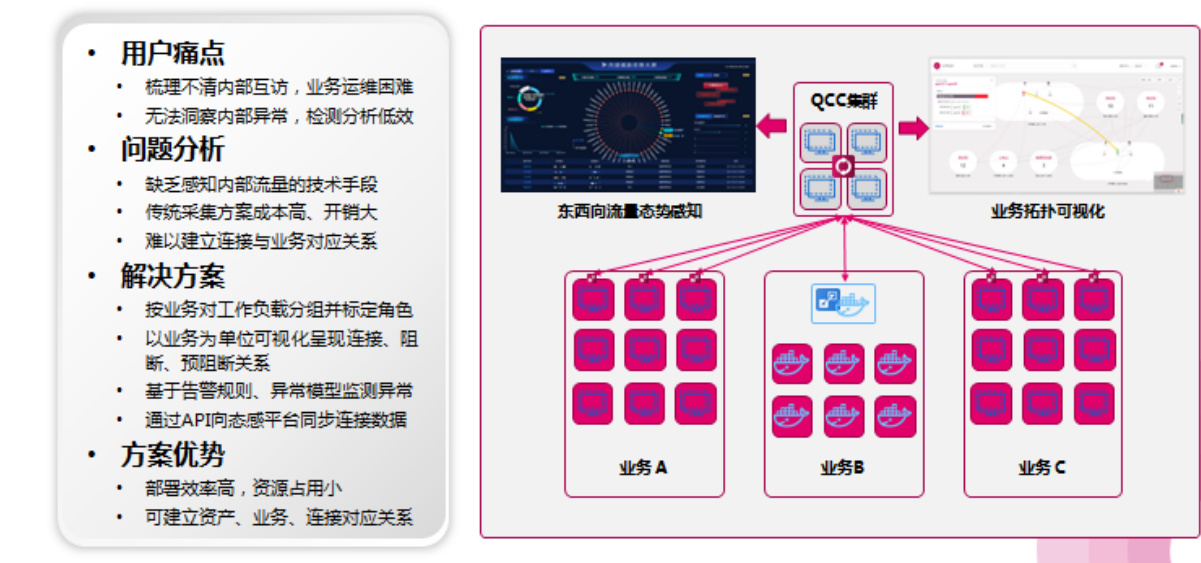 用户痛点
梳理不清内部互访，业务运维困难
无法洞察内部异常，检测分析低效
问题分析
缺乏感知内部流量的技术手段
传统采集方案成本高、开销大
难以建立连接与业务对应关系
解决方案
按业务对工作负载分组并标定角色
以业务为单位可视化呈现连接、阻
断、预阻断关系
基于告警规则、异常模型监测异常
通过API向态感平台同步连接数据
方案优势
部署效率高，资源占用小
可建立资产、业务、连接对应关系
QCC集群
东西向流量态势感知
业务拓扑可视化
业务 A
业务B
业务 C